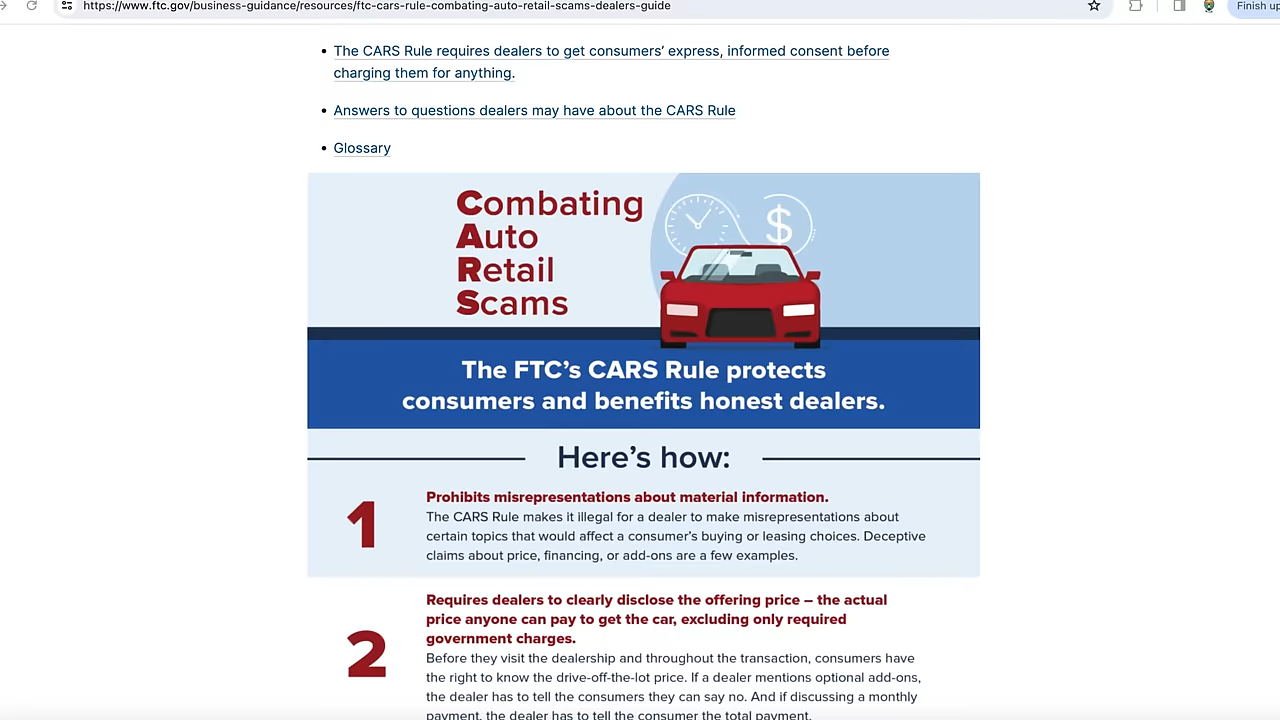 https://www.ftc.gov/business-guidance/resources/ftc-cars-rule-combating-auto-retail-scams-dealers-guide
Finish up
• The CARS Rule requires dealers to get consumers’ express, informed consent before
charging them for anything.
• Answers to questions dealers may have about the CARS Rule
• Glossary
Combating
Auto
Retail
Scams
$
The FTC’s CARS Rule protects
consumers and benefits honest dealers.
Here’s how:
1
Prohibits misrepresentations about material information.
The CARS Rule makes it illegal for a dealer to make misrepresentations about
certain topics that would affect a consumer’s buying or leasing choices. Deceptive
claims about price, financing, or add-ons are a few examples.
2
Requires dealers to clearly disclose the offering price – the actual
price anyone can pay to get the car, excluding only required
government charges.
Before they visit the dealership and throughout the transaction, consumers have
the right to know the drive-off-the-lot price. If a dealer mentions optional add-ons,
the dealer has to tell the consumers they can say no. And if discussing a monthly
payment, the dealer has to tell the consumer the total payment.